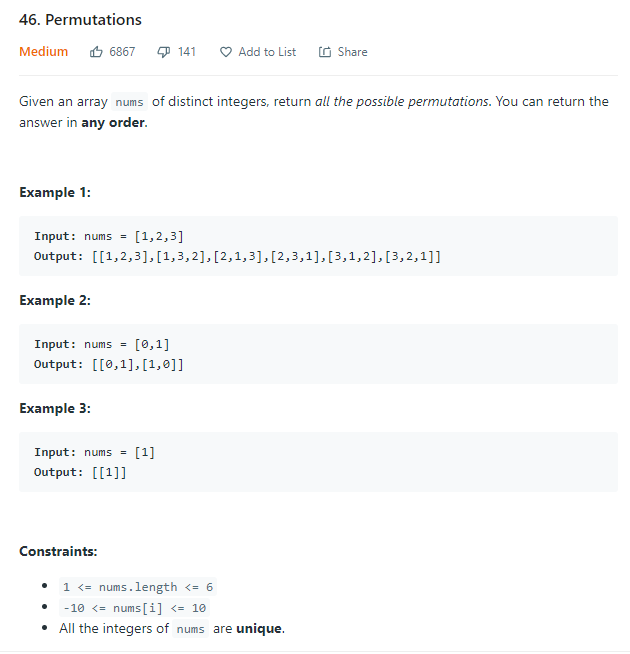 46. Permutations
Medium 6867 141 Add to List Share
Given an array nums of distinct integers, return all the possible permutations. You can return the
answer in any order.
Example 1:
Input: nums = [1,2,3]
Output: [[1,2,3],[1,3,2],[2,1,3],[2,3,1],[3,1,2],[3,2,1]]
Example 2:
Input: nums = [0,1]
Output: [[0,1],[1,0]]
Example 3:
Input: nums = [1]
Output: [[1]]
Constraints:
• 1 <= nums.length <= 6
• -10 <= nums[i] <= 10
• All the integers of nums are unique.